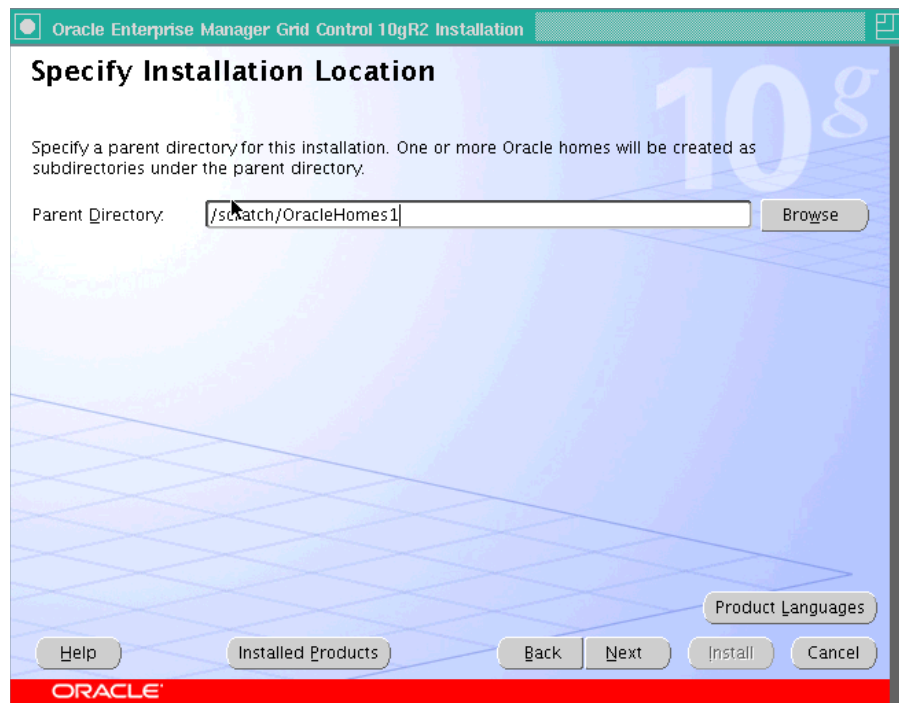 Oracle Enterprise Manager Grid Control 10gR2 Installation
Specify Installation Location
10g
Specify a parent directory for this installation. One or more Oracle homes will be created as
subdirectories under the parent directory.
Parent Directory: /scratch/OracleHomes1 Browse
Product Languages
Help Installed Products Back Next Install Cancel
ORACLE